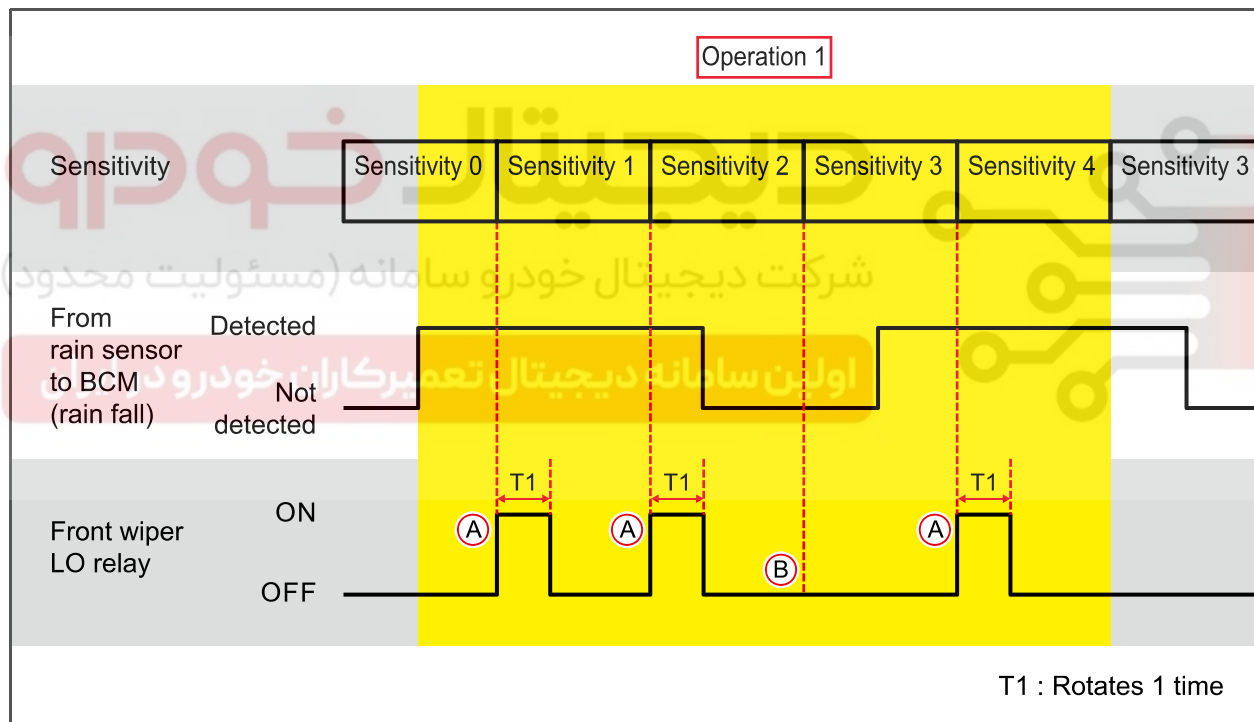 Operation 1
دیجیتال خودرو
Sensitivity
Sensitivity 0
Sensitivity 1
Sensitivity 2
Sensitivity 3
Sensitivity 4
Sensitivity 3
شرکت دیجیتال خودرو سامانه (مسئولیت محدود)
From
rain sensor
to BCM
(rain fall)
Detected
Not
detected
اولین سامانه دیجیتال تعمیرکاران خودرو در ایران
T1
T1
T1
Front wiper
LO relay
ON
OFF
A
A
B
A
T1 : Rotates 1 time